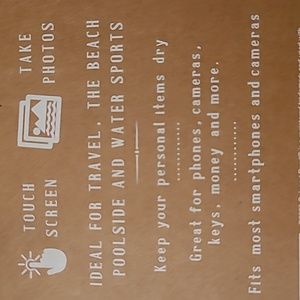 TOUCH
SCREEN
TAKE
PHOTOS
IDEAL FOR TRAVEL, THE BEACH
POOLSIDE AND WATER SPORTS
Keep your personal items dry
Great for phones, cameras,
keys, money and more.
Fits most smartphones and cameras